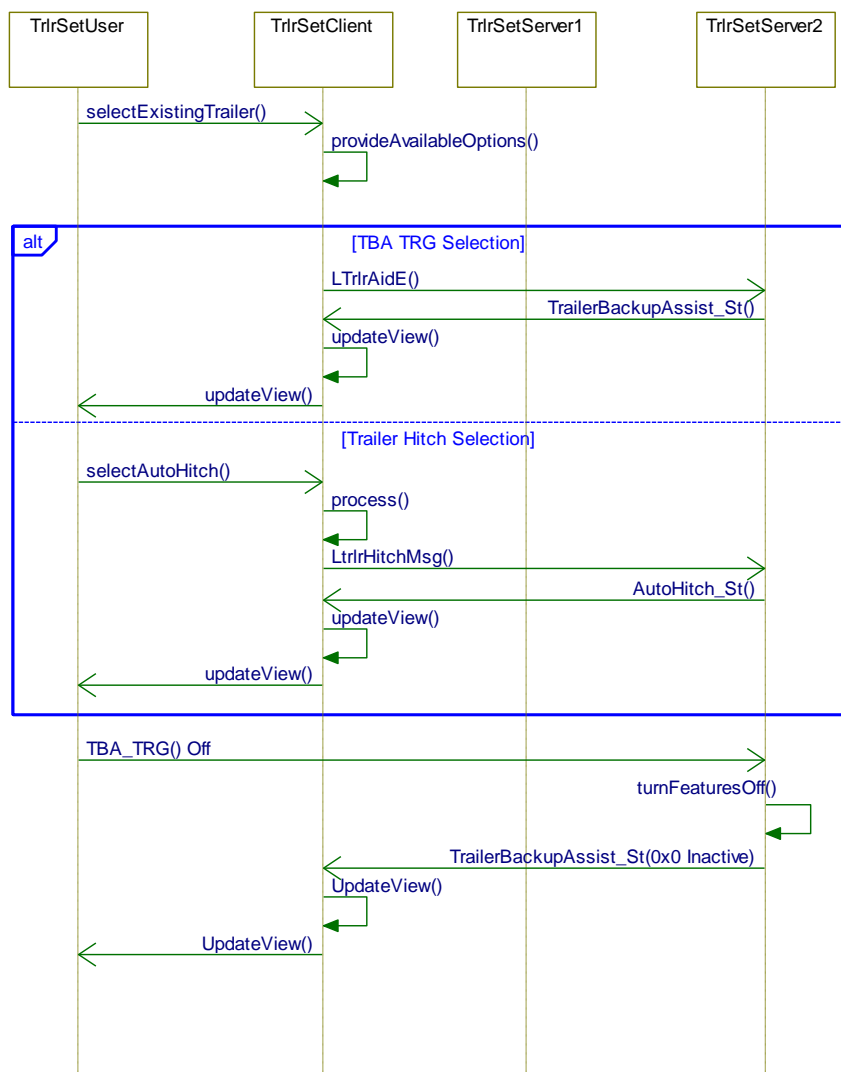 TrlrSetUser
TrlrSetClient
TrlrSetServer1
TrlrSetServer2
selectExistingTrailer()
provideAvailableOptions()
alt
[TBA TRG Selection]
LTrlrAidE()
TrailerBackupAssist_St()
updateView()
updateView()
[Trailer Hitch Selection]
selectAutoHitch()
process()
LtrlrHitchMsg()
AutoHitch_St()
updateView()
updateView()
TBA_TRG() Off
turnFeaturesOff()
TrailerBackupAssist_St(0x0 Inactive)
UpdateView()
UpdateView()